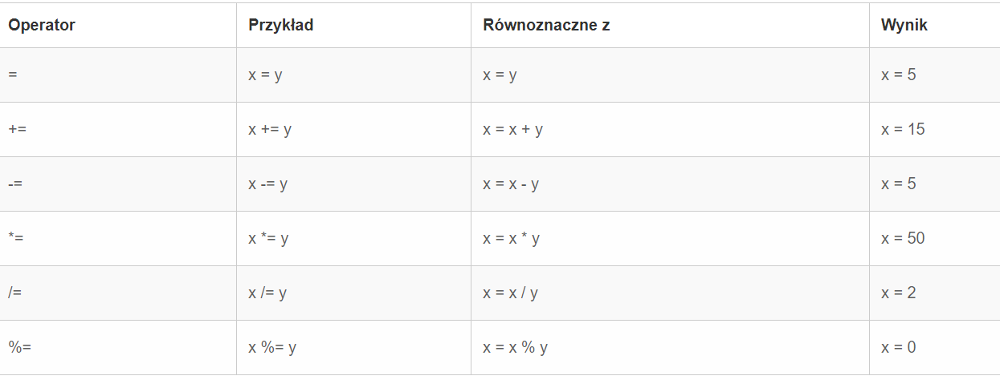 Operator Przykład Równoznaczne z Wynik
= x = y x = y x = 5
+= x += y x = x + y x = 15
-= x -= y x = x - y x = 5
*= x *= y x = x * y x = 50
/= x /= y x = x / y x = 2
%= x %= y x = x % y x = 0